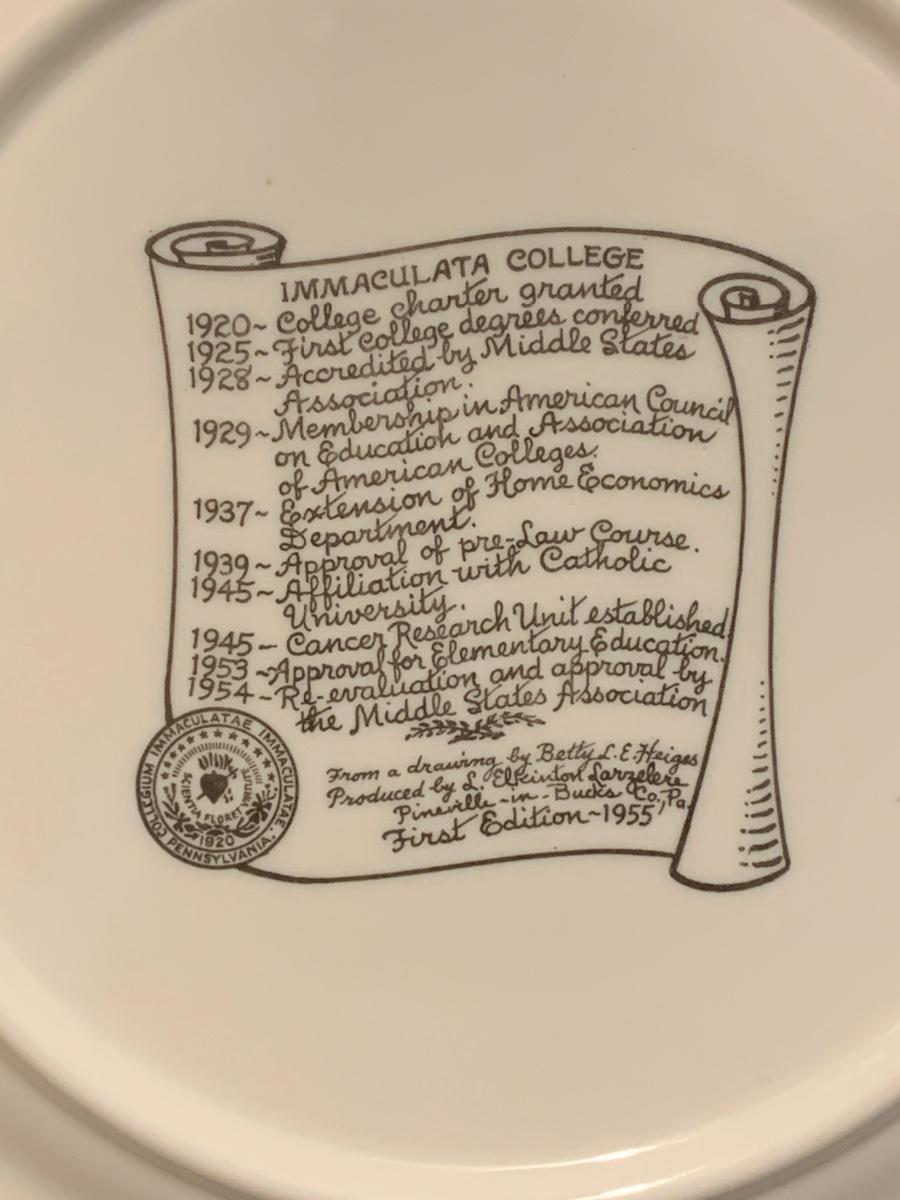 IMMACULATA COLLEGE
1920~ College charter granted
1925~ First college degrees conferred
1928~ Accredited by Middle States
Association.
1929~ Membership in American Council
on Education and Association
of American Colleges.
1937~ Extension of Home Economics
Department.
1939~ Approval of pre-Law Course.
1945~ Affiliation with Catholic
University.
1945~ Cancer Research Unit established
1953~ Approval for Elementary Education.
1954~ Re-evaluation and approval by
the Middle States Association
From a drawing by Betty L.E. Heiges
Produced by L. Elkinton Larzelere
Pineville-in-Bucks Co., Pa.
First Edition~1955
COLLEGIUM IMMACULATAE IMMACULATAE.
PENNSYLVANIA.
SCIENTIA FLORET
1920